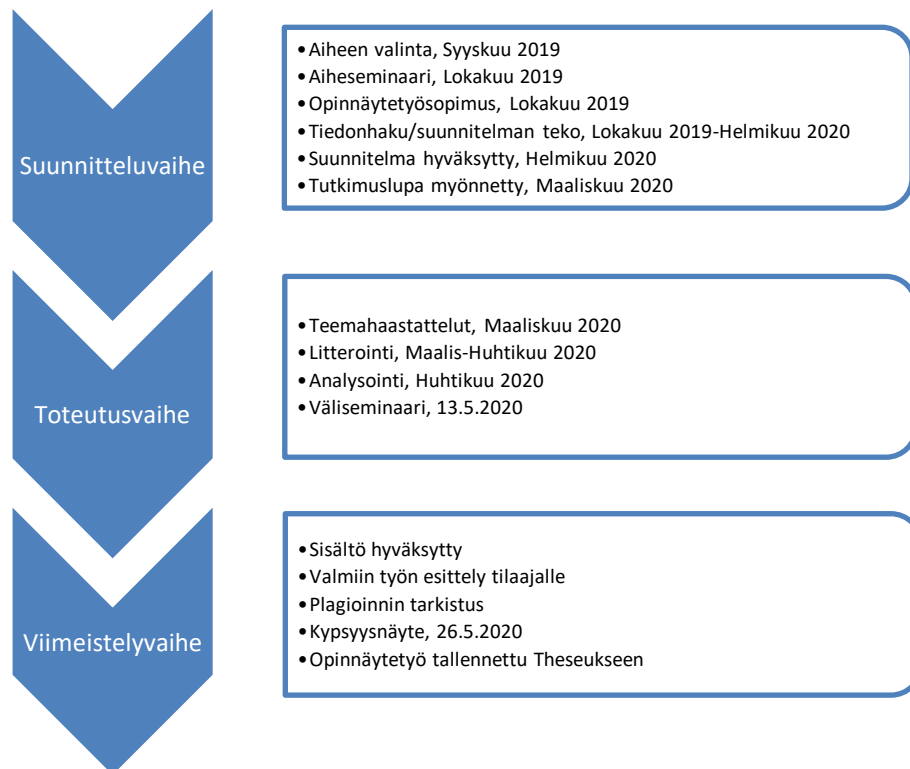 Suunnitteluvaihe
•Aiheen valinta, Syyskuu 2019
•Aiheseminaari, Lokakuu 2019
•Opinnäytetyösopimus, Lokakuu 2019
•Tiedonhaku/suunnitelman teko, Lokakuu 2019-Helmikuu 2020
•Suunnitelma hyväksytty, Helmikuu 2020
•Tutkimuslupa myönnetty, Maaliskuu 2020
Toteutusvaihe
•Teemahaastattelut, Maaliskuu 2020
•Litterointi, Maalis-Huhtikuu 2020
•Analysointi, Huhtikuu 2020
•Väliseminaari, 13.5.2020
Viimeistelyvaihe
•Sisältö hyväksytty
•Valmiin työn esittely tilaajalle
•Plagioinnin tarkistus
•Kypsyysnäyte, 26.5.2020
•Opinnäytetyö tallennettu Theseukseen